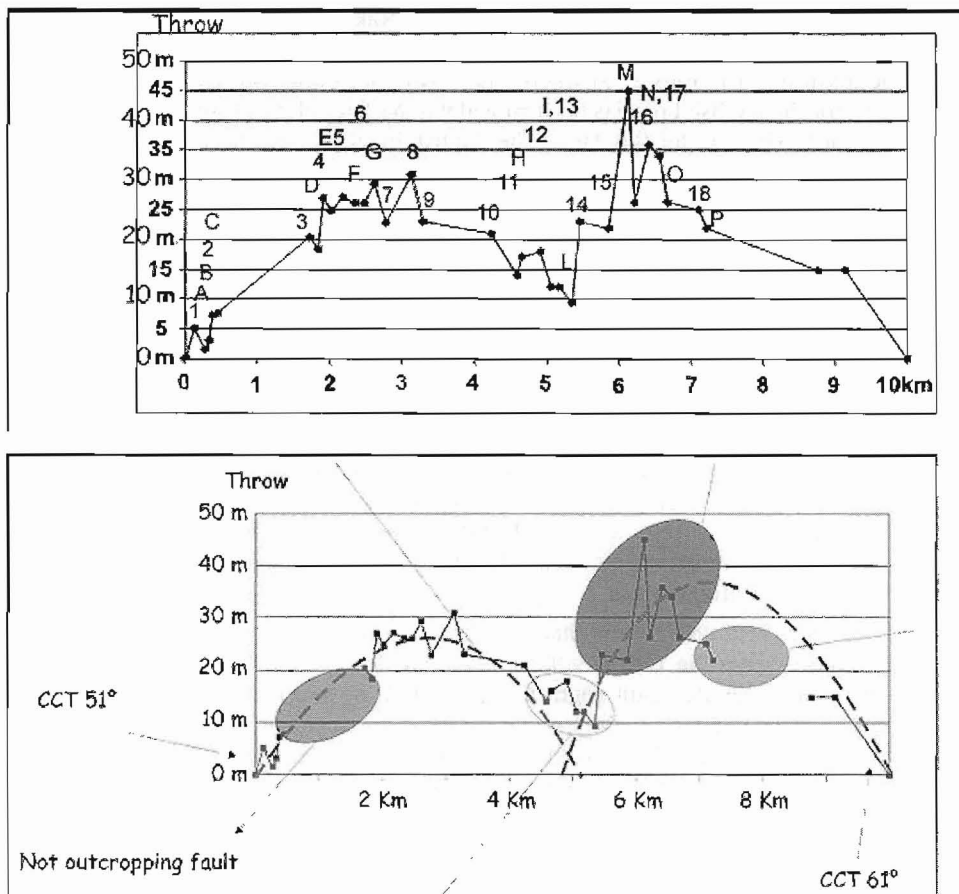 Throw
50 m
45
M
N,17
I,13
6
40 m
16
12
E5
35
G
8
H
4
F
30 m
D
11
15
O
7
9
18
25
C
3
10
14
P
20 m
2
15
B
L
10 m
A
1
5
0 m
0 1 2 3 4 5 6 7 8 9 10km
Throw
50 m
40 m
30 m
20 m
CCT 51°
10 m
0 m
2 Km 4 Km 6 Km 8 Km
Not outcropping fault
CCT 61°